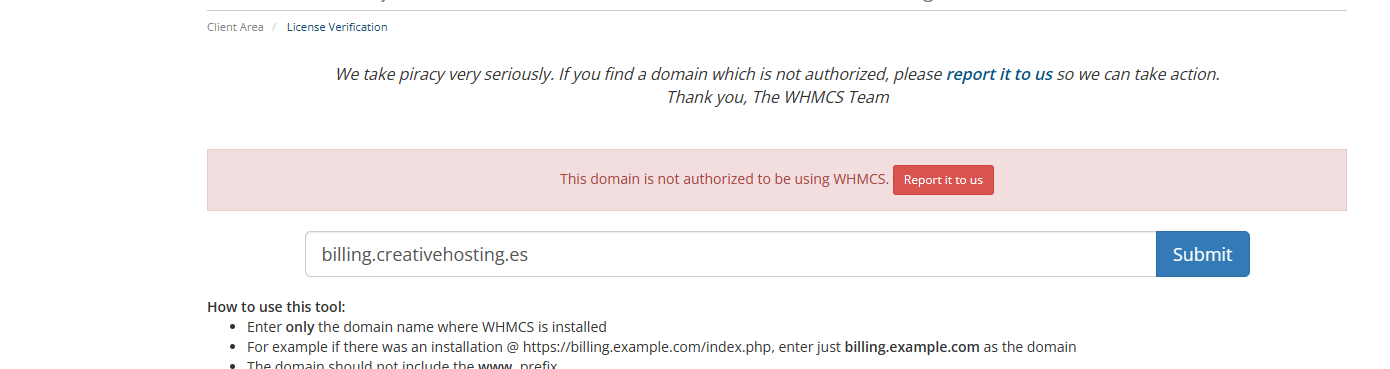 Client Area / License Verification
We take piracy very seriously. If you find a domain which is not authorized, please report it to us so we can take action.
Thank you, The WHMCS Team
This domain is not authorized to be using WHMCS. Report it to us
billing.creativehosting.es Submit
How to use this tool:
• Enter only the domain name where WHMCS is installed
• For example if there was an installation @ https://billing.example.com/index.php, enter just billing.example.com as the domain
• The domain should not include the www. prefix